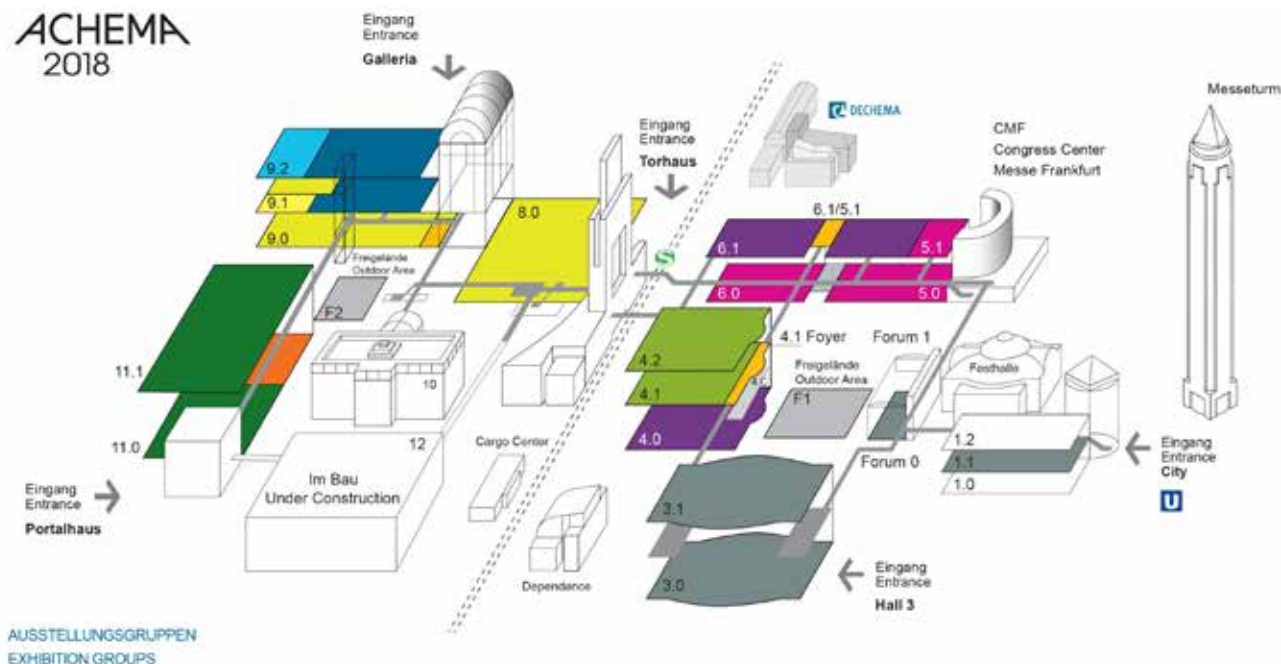 ACHEMA
2018
Eingang
Entrance
Galleria
Eingang
Entrance
Torhaus
DECHEMA
CMF
Congress Center
Messe Frankfurt
Messeturm
9.2
9.1
9.0
8.0
6.1/5.1
6.1
5.1
S
6.0
5.0
Freigelände
Outdoor Area
F2
11.1
11.0
10
12
Im Bau
Under Construction
Cargo Center
Dependance
4.2
4.1
4.0
4.1 Foyer
Freigelände
Outdoor Area
F1
Forum 1
Forum 0
Festhalle
1.2
1.1
1.0
Eingang
Entrance
City
U
Eingang
Entrance
Portalhaus
3.1
3.0
Eingang
Entrance
Hall 3
AUSSTELLUNGSGRUPPEN
EXHIBITION GROUPS